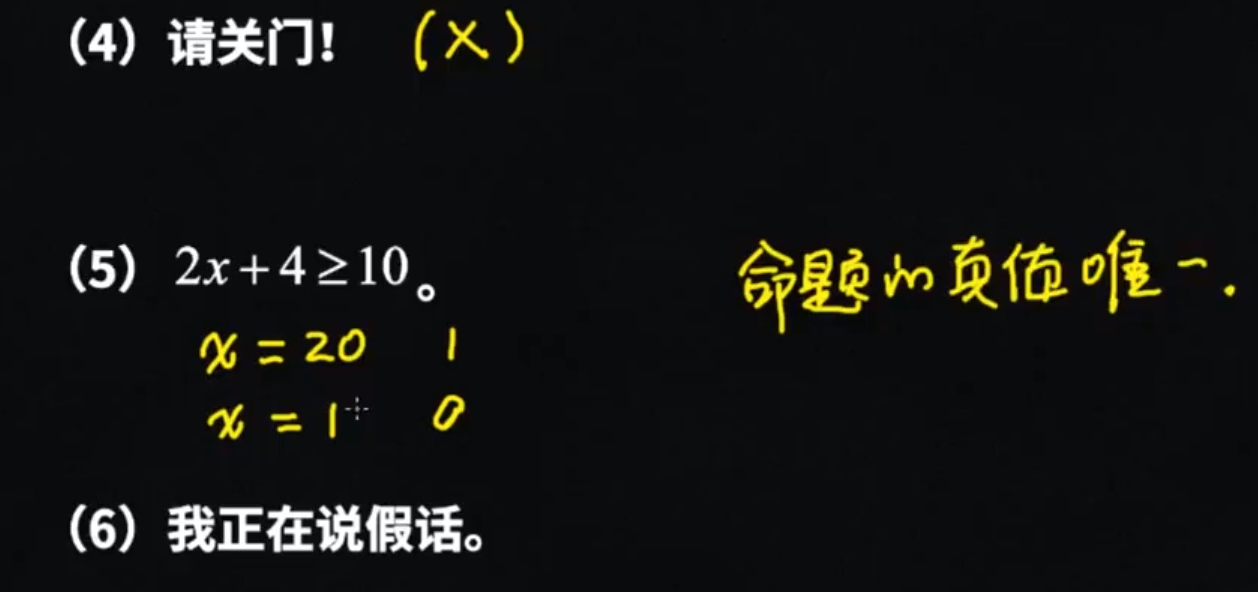 （4）请关门！ (X)
（5）2x+4≥10。
命题的真值唯一.
x = 20 1
x = 1 0
（6）我正在说假话。